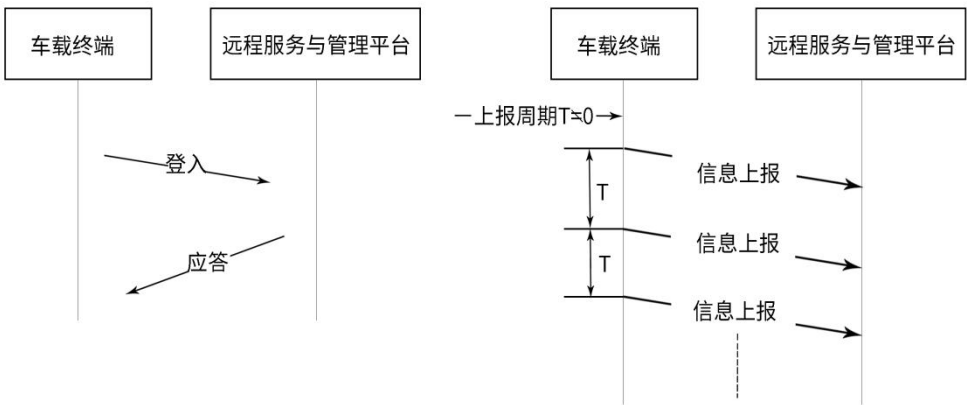 车载终端
远程服务与管理平台
登入
应答
车载终端
远程服务与管理平台
上报周期T≠0
信息上报
T
信息上报
T
信息上报